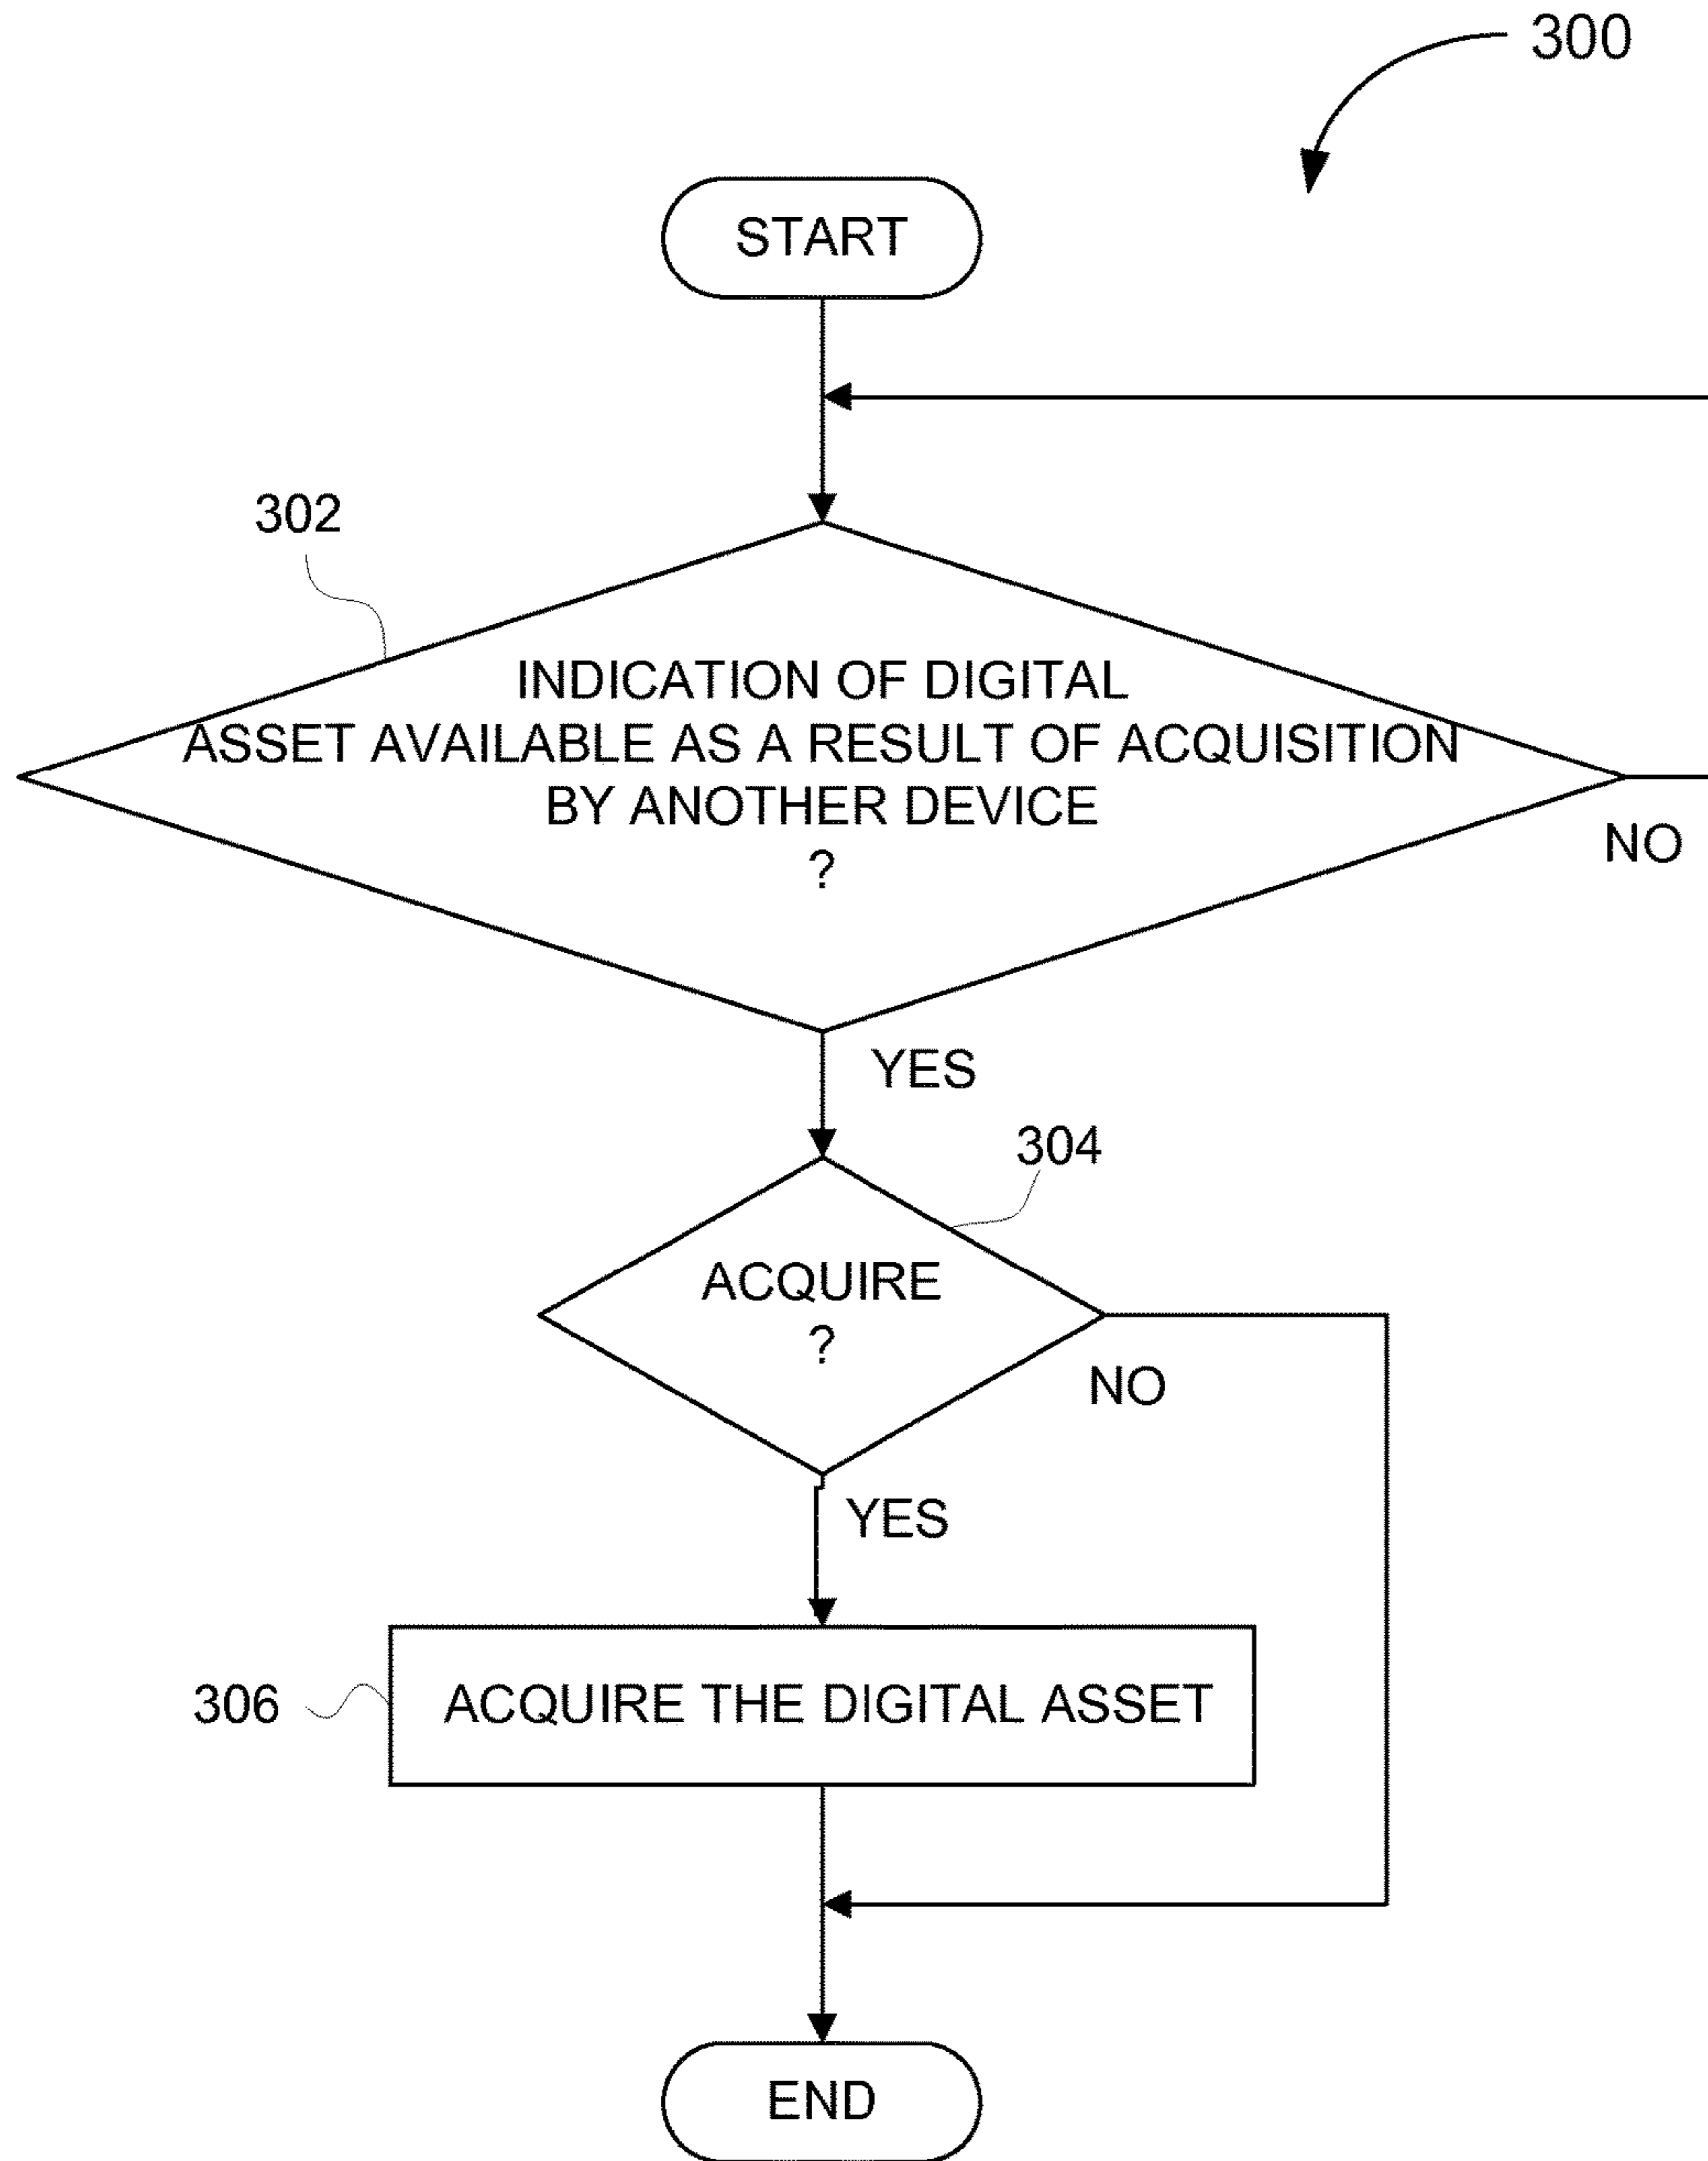 300
START
302
INDICATION OF DIGITAL
ASSET AVAILABLE AS A RESULT OF ACQUISITION
BY ANOTHER DEVICE
?
NO
YES
304
ACQUIRE
?
NO
YES
306
ACQUIRE THE DIGITAL ASSET
END